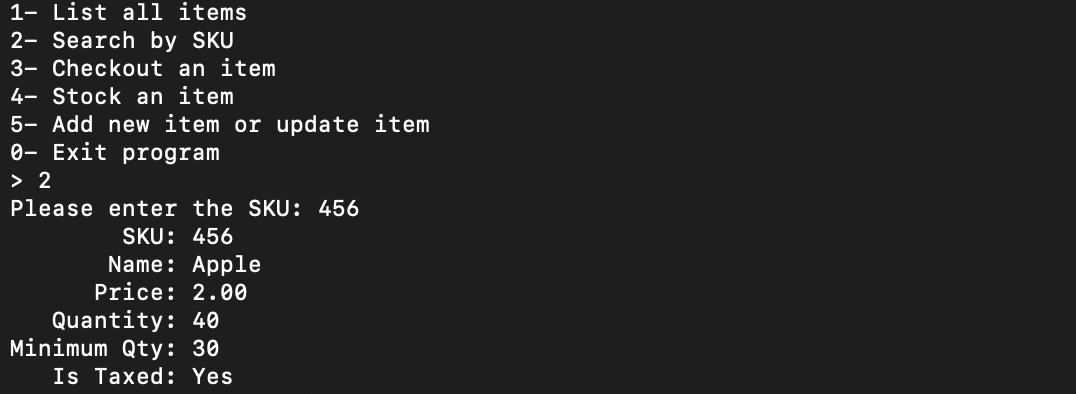 1- List all items
2- Search by SKU
3- Checkout an item
4- Stock an item
5- Add new item or update item
0- Exit program
> 2
Please enter the SKU: 456
        SKU: 456
       Name: Apple
      Price: 2.00
   Quantity: 40
Minimum Qty: 30
   Is Taxed: Yes